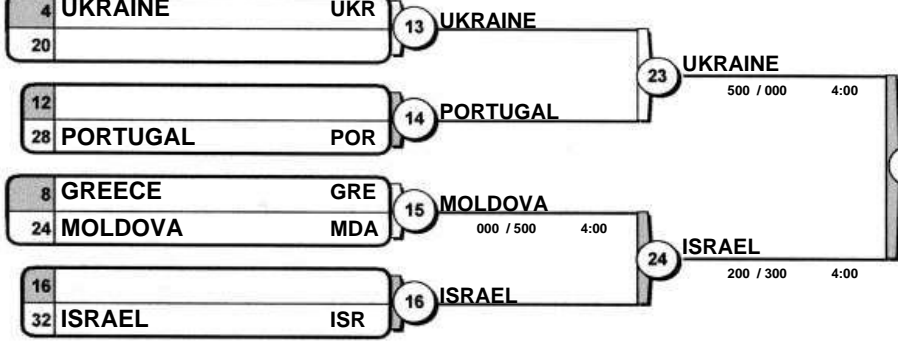 4 UKRAINE UKR
20
13 UKRAINE
12
28 PORTUGAL POR
14 PORTUGAL
23 UKRAINE
500 / 000 4:00
8 GREECE GRE
24 MOLDOVA MDA
15 MOLDOVA
000 / 500 4:00
16
32 ISRAEL ISR
16 ISRAEL
24 ISRAEL
200 / 300 4:00